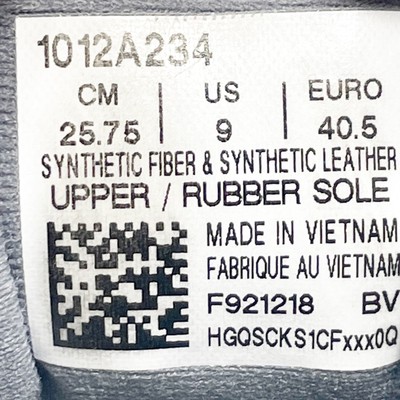 1012A234
CM | US | EURO
25.75 | 9 | 40.5
SYNTHETIC FIBER & SYNTHETIC LEATHER
UPPER / RUBBER SOLE
MADE IN VIETNAM
FABRIQUE AU VIETNAM
F921218 BV
HGQSCKS1CFxxx0Q